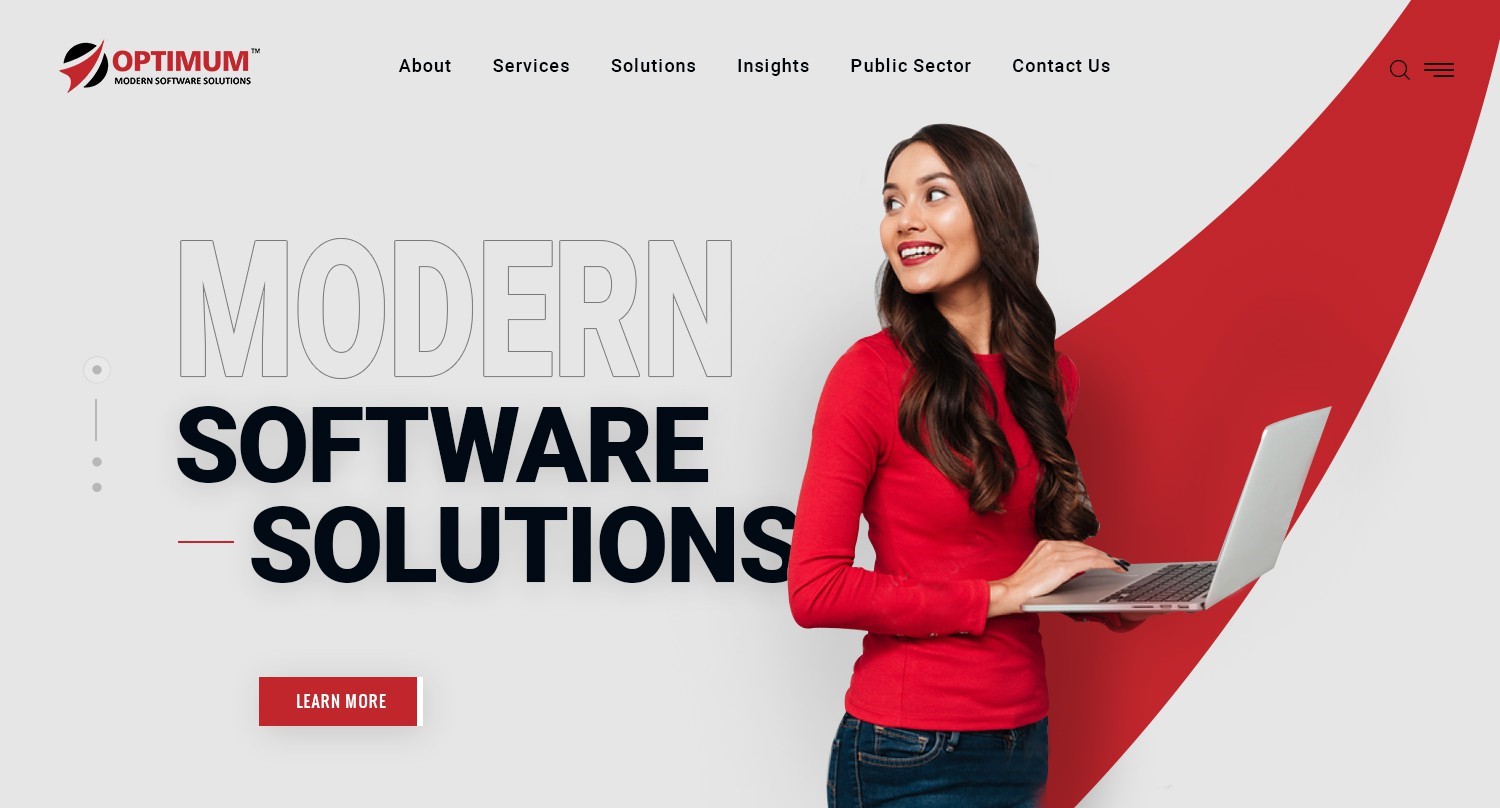 OPTIMUM™
MODERN SOFTWARE SOLUTIONS
About Services Solutions Insights Public Sector Contact Us
MODERN
SOFTWARE
SOLUTIONS
LEARN MORE